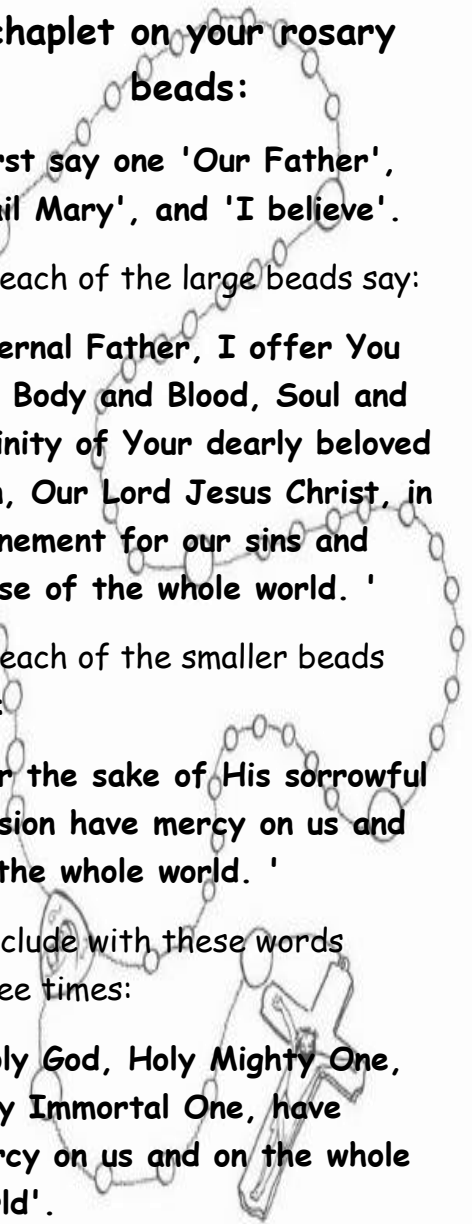 chaplet on your rosary
beads:
rst say one 'Our Father',
ail Mary', and 'I believe'.
each of the large beads say:
ernal Father, I offer You
Body and Blood, Soul and
inity of Your dearly beloved
n, Our Lord Jesus Christ, in
nement for our sins and
se of the whole world. '
each of the smaller beads
:
r the sake of His sorrowful
sion have mercy on us and
the whole world. '
clude with these words
ee times:
oly God, Holy Mighty One,
y Immortal One, have
rcy on us and on the whole
rld'.